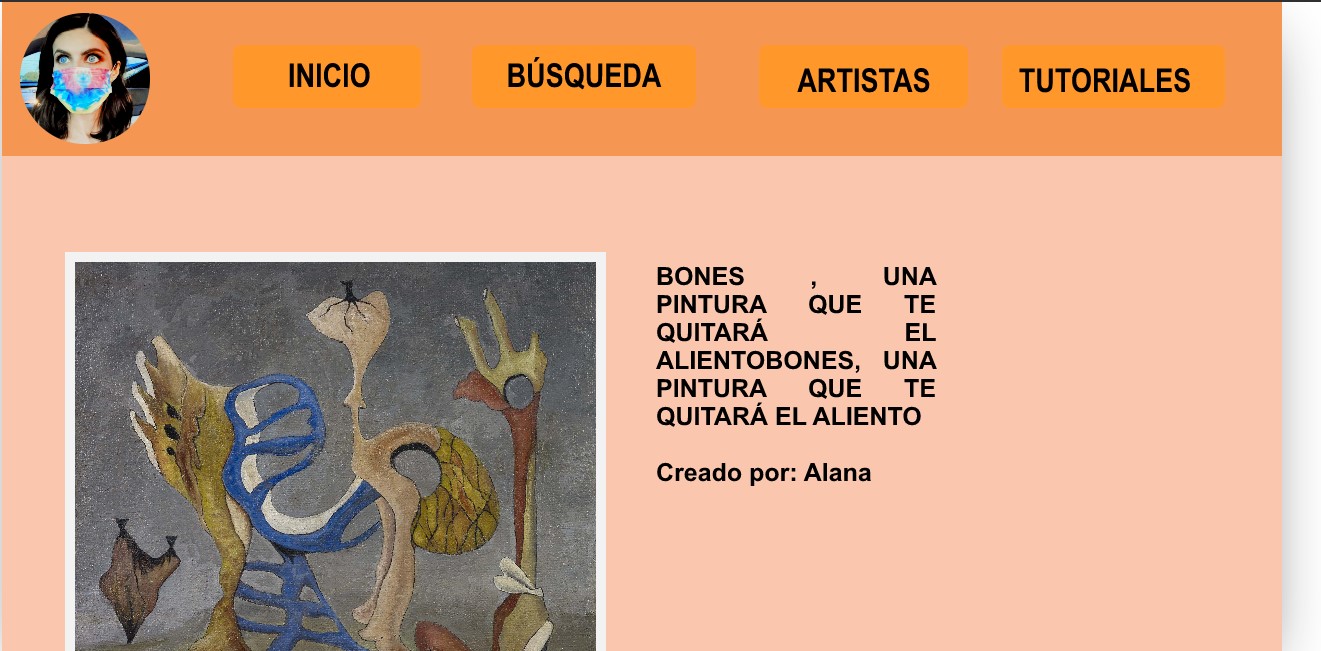 INICIO
BÚSQUEDA
ARTISTAS
TUTORIALES
BONES , UNA
PINTURA QUE TE
QUITARÁ EL
ALIENTOBONES, UNA
PINTURA QUE TE
QUITARÁ EL ALIENTO
Creado por: Alana